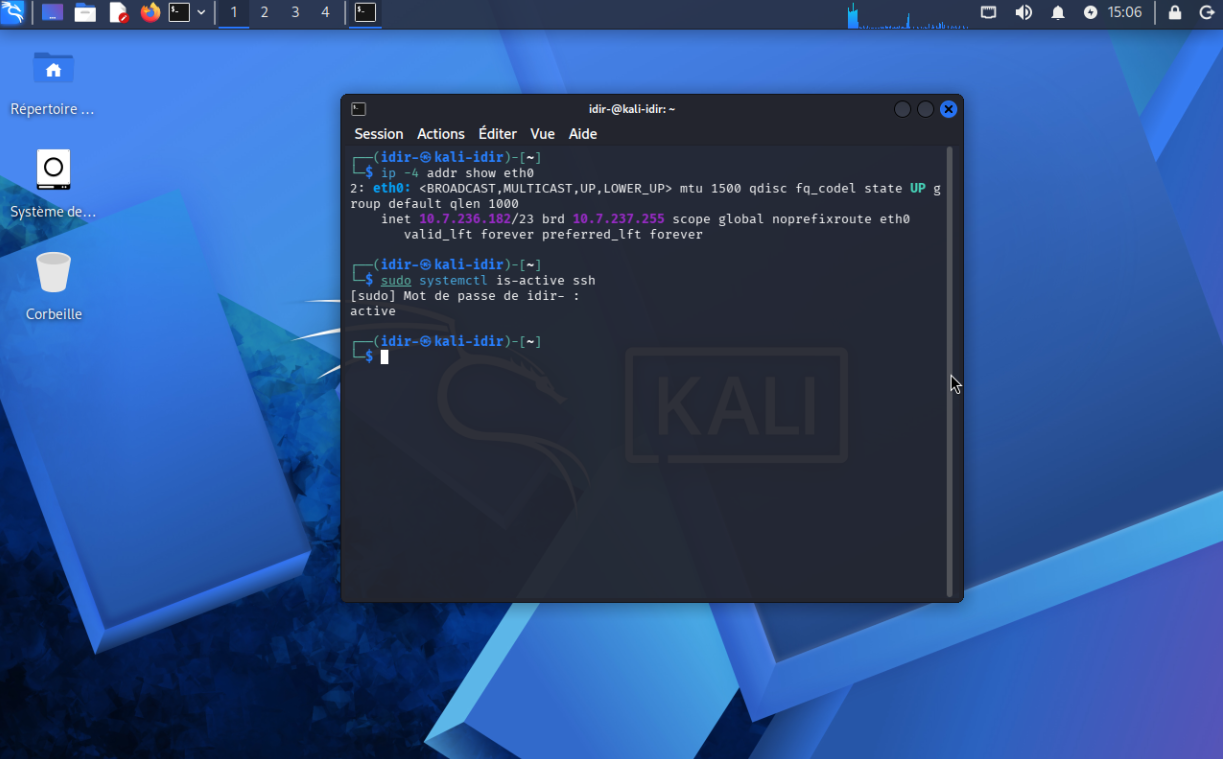 1 2 3 4 15:06
Répertoire ...
Système de...
Corbeille
idir-@kali-idir: ~
Session Actions Éditer Vue Aide
┌──(idir-㉿kali-idir)-[~]
└─$ ip -4 addr show eth0
2: eth0: <BROADCAST,MULTICAST,UP,LOWER_UP> mtu 1500 qdisc fq_codel state UP g
roup default qlen 1000
    inet 10.7.236.182/23 brd 10.7.237.255 scope global noprefixroute eth0
       valid_lft forever preferred_lft forever
┌──(idir-㉿kali-idir)-[~]
└─$ sudo systemctl is-active ssh
[sudo] Mot de passe de idir- :
active
┌──(idir-㉿kali-idir)-[~]
└─$
KALI